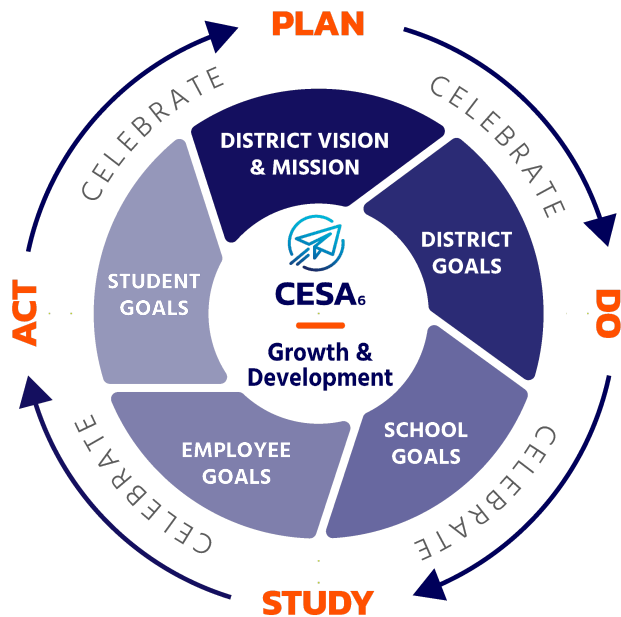 PLAN
CELEBRATE
CELEBRATE
DISTRICT VISION
& MISSION
DISTRICT
GOALS
STUDENT
GOALS
CESA6
Growth &
Development
ACT
DO
SCHOOL
GOALS
EMPLOYEE
GOALS
CELEBRATE
CELEBRATE
STUDY